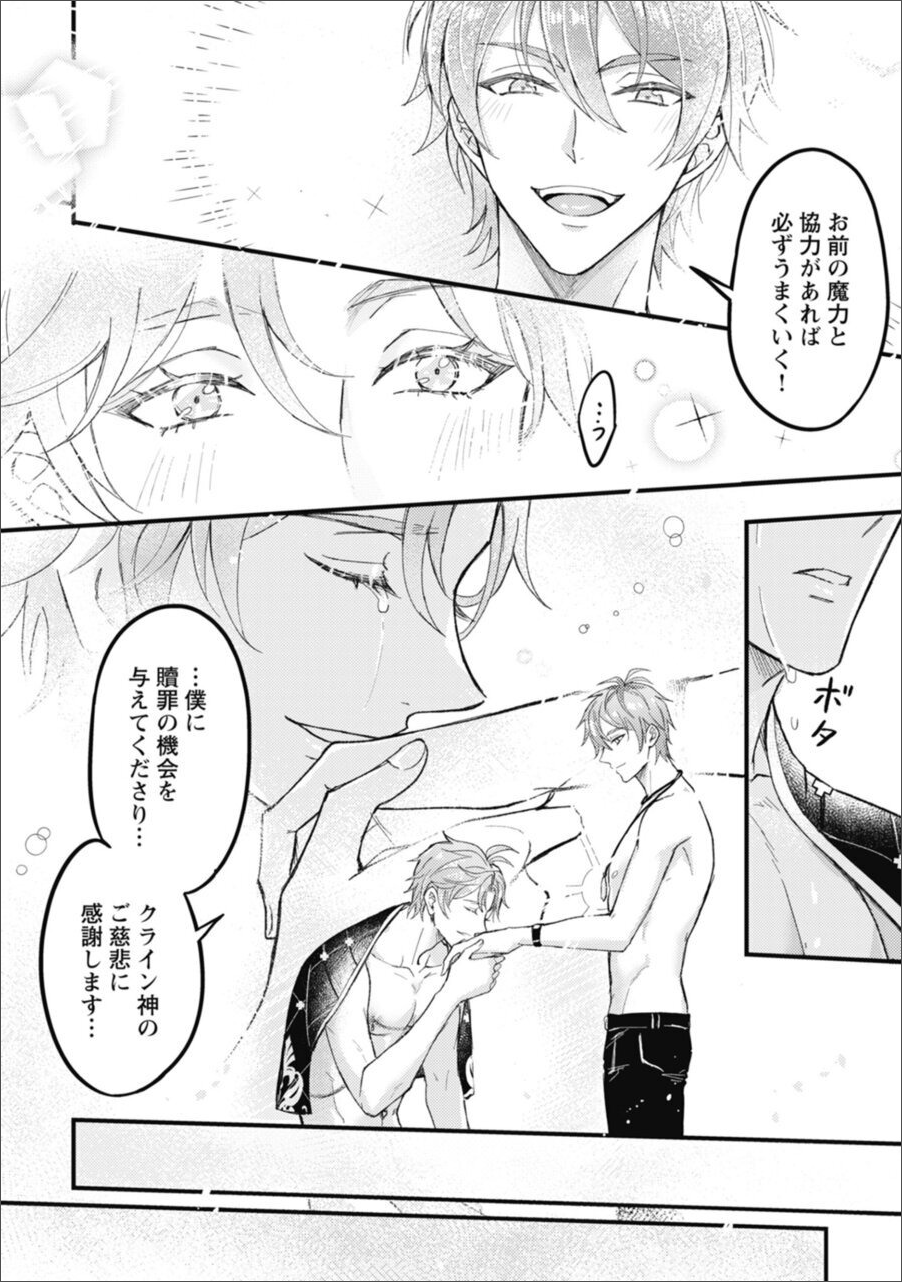 お前の魔力と
協力があれば
必ずうまくいく！
…っ
ボタ
…僕に
贖罪の機会を
与えてくださり…
クライン神の
ご慈悲に
感謝します…